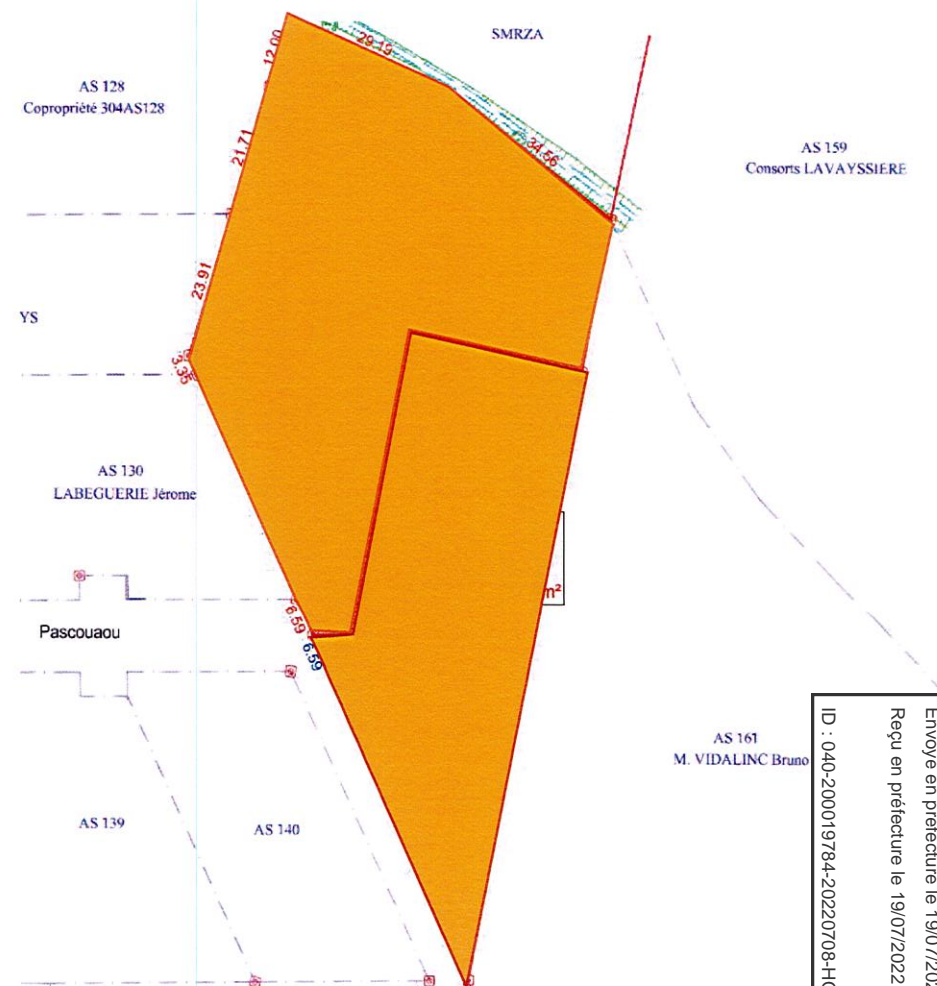 SMRZA
12.00
29.19
AS 128
Copropriété 304AS128
21.71
34.56
AS 159
Consorts LAVAYSSIERE
23.91
YS
3.35
AS 130
LABEGUERIE Jérome
m²
6.59
Pascouaou
6.59
AS 161
M. VIDALINC Bruno
AS 139
AS 140
Envoyé en préfecture le 19/07/202
Reçu en préfecture le 19/07/2022
ID : 040-200019784-20220708-H